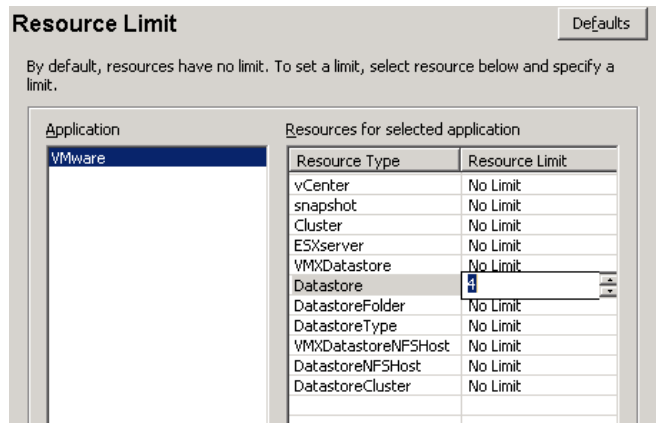 Resource Limit
Defaults
By default, resources have no limit. To set a limit, select resource below and specify a
limit.
Application
Resources for selected application
VMware
Resource Type Resource Limit
vCenter No Limit
snapshot No Limit
Cluster No Limit
ESXserver No Limit
VMXDatastore No Limit
Datastore 4
DatastoreFolder No Limit
DatastoreType No Limit
VMXDatastoreNFSHost No Limit
DatastoreNFSHost No Limit
DatastoreCluster No Limit